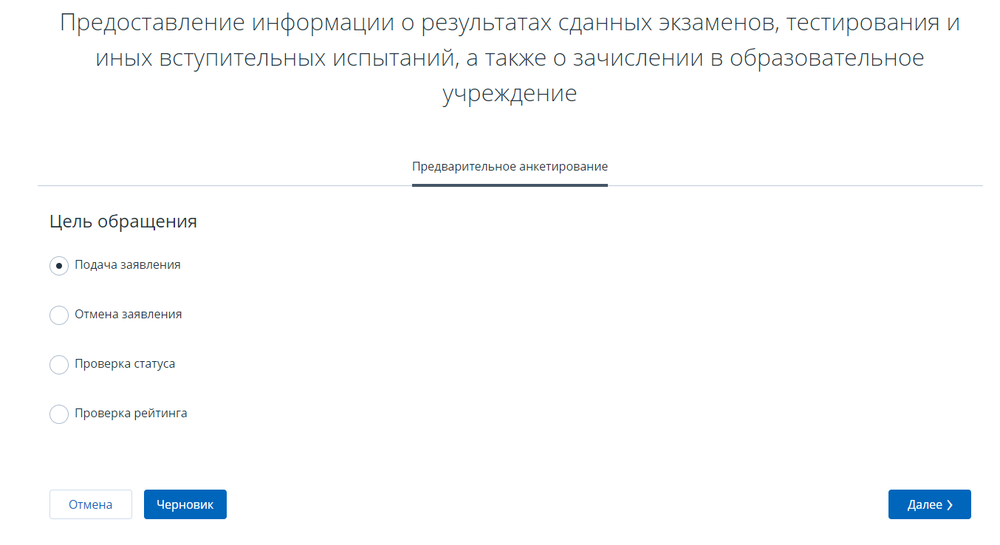 Предоставление информации о результатах сданных экзаменов, тестирования и
иных вступительных испытаний, а также о зачислении в образовательное
учреждение
Предварительное анкетирование
Цель обращения
Подача заявления
Отмена заявления
Проверка статуса
Проверка рейтинга
Отмена
Черновик
Далее